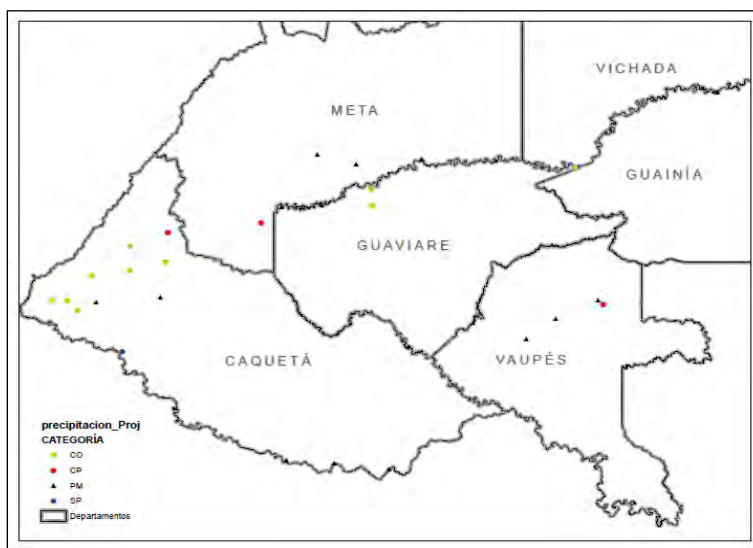 VICHADA
META
GUAINÍA
GUAVIARE
CAQUETÁ
VAUPÉS
precipitacion_Proj
CATEGORÍA
CO
CP
PM
SP
Departamentos